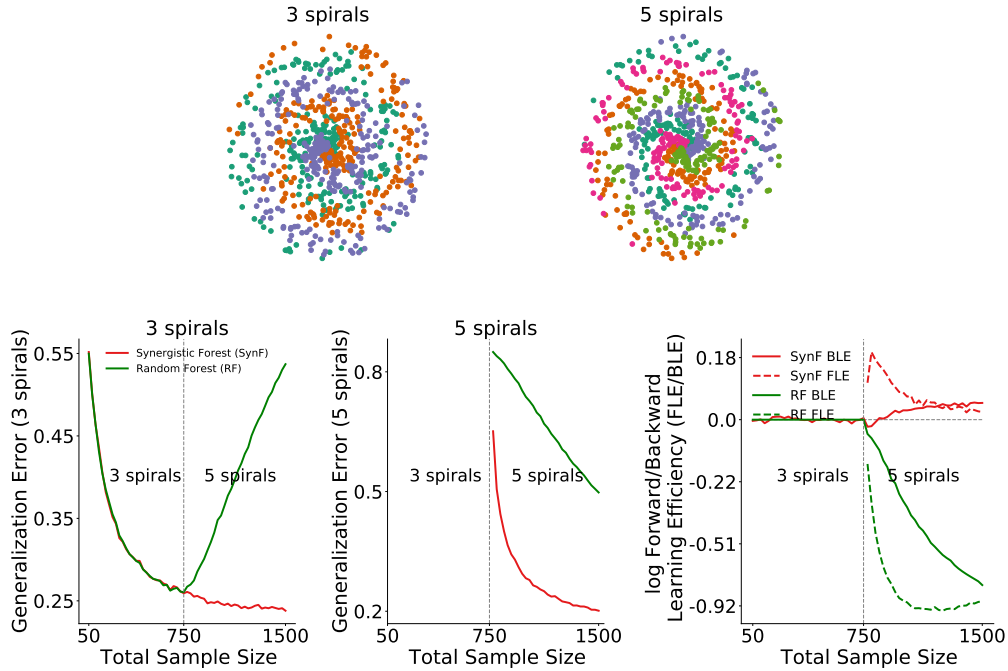 3 spirals
5 spirals
3 spirals
Generalization Error (3 spirals)
0.55
0.45
0.35
0.25
Synergistic Forest (SynF)
Random Forest (RF)
3 spirals
5 spirals
50
750
1500
Total Sample Size
5 spirals
Generalization Error (5 spirals)
0.8
0.5
0.2
3 spirals
5 spirals
50
750
1500
Total Sample Size
log Forward/Backward
Learning Efficiency (FLE/BLE)
0.18
0.0
-0.22
-0.51
-0.92
SynF BLE
SynF FLE
RF BLE
RF FLE
3 spirals
5 spirals
50
750
1500
Total Sample Size